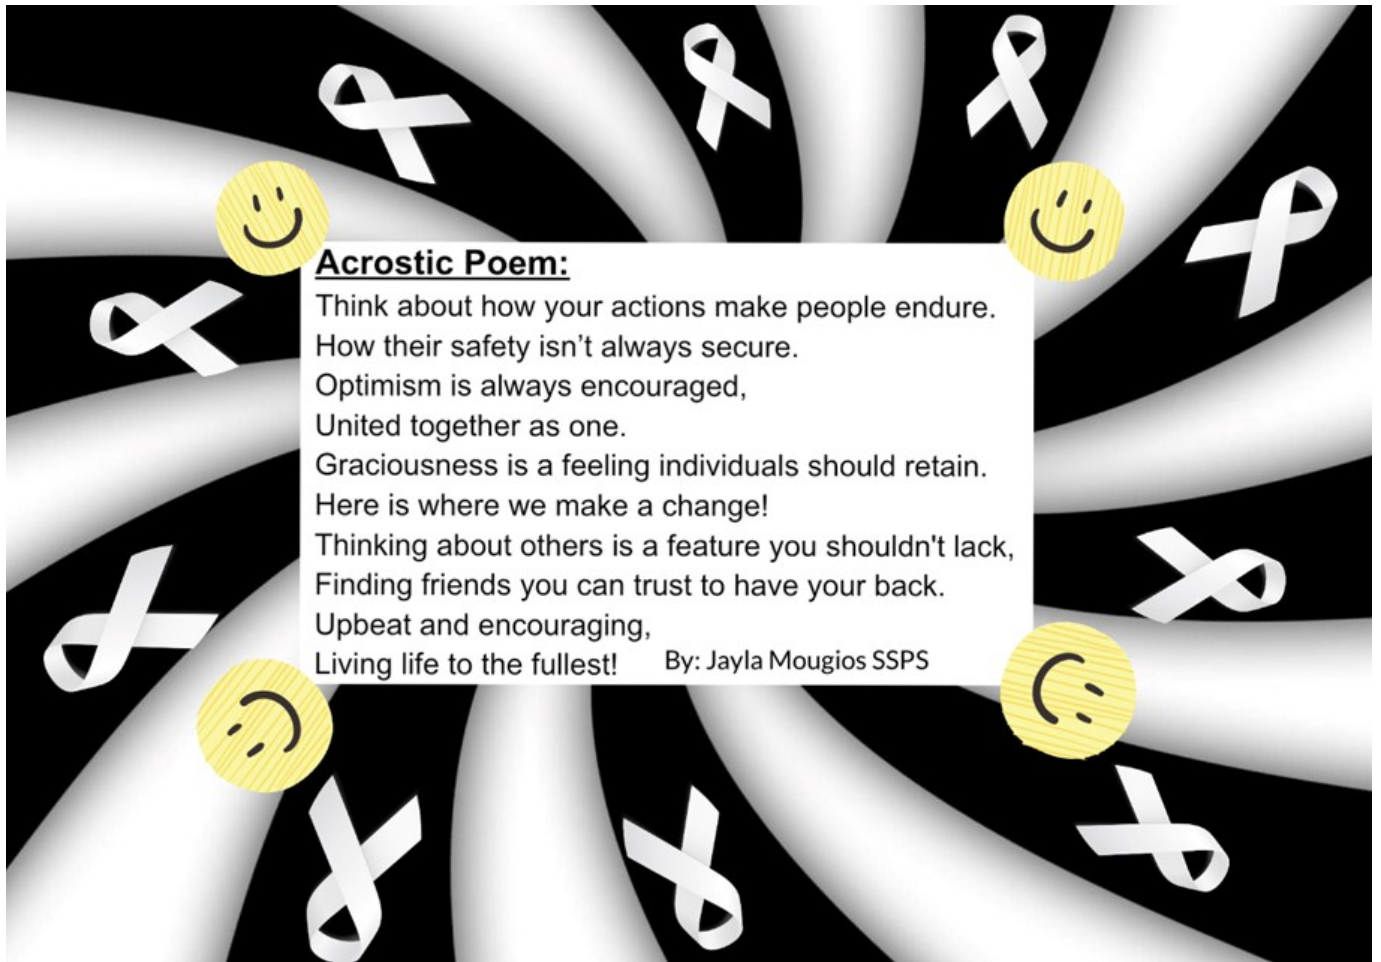 Acrostic Poem:
Think about how your actions make people endure.
How their safety isn’t always secure.
Optimism is always encouraged,
United together as one.
Graciousness is a feeling individuals should retain.
Here is where we make a change!
Thinking about others is a feature you shouldn't lack,
Finding friends you can trust to have your back.
Upbeat and encouraging,
Living life to the fullest!
By: Jayla Mougios SSPS